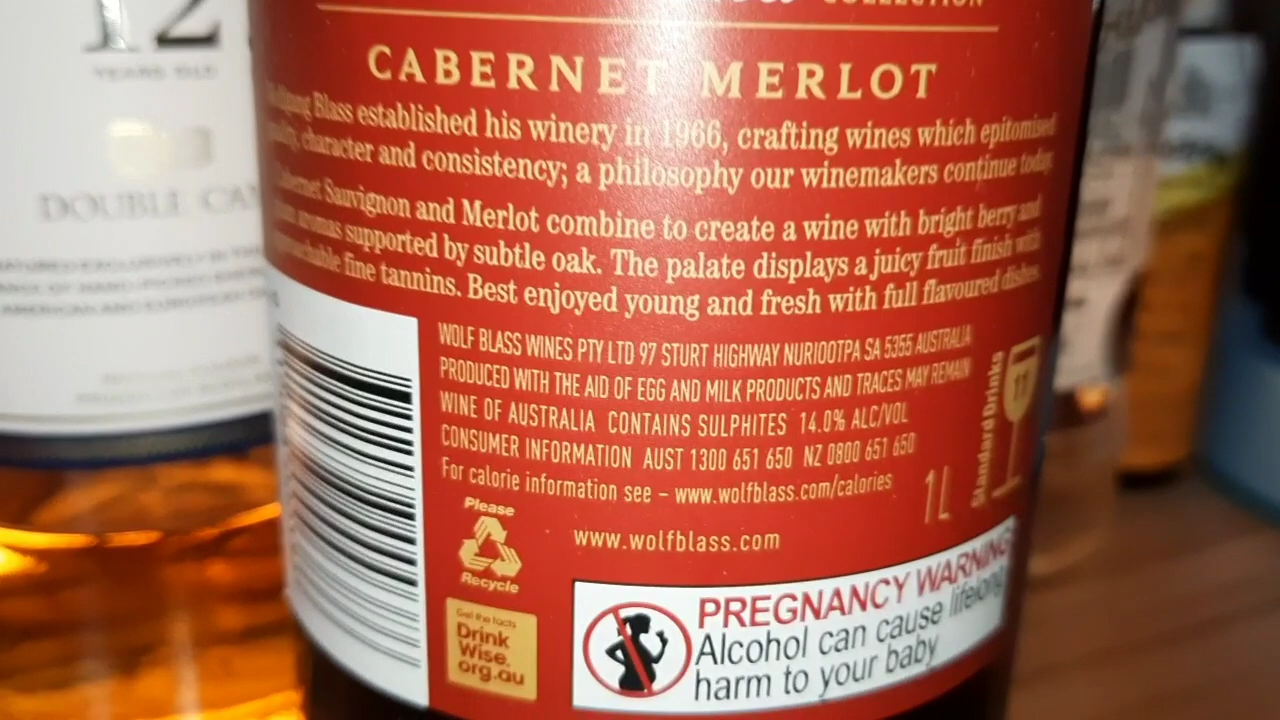 12
YEARS OLD
DOUBLE
COLLECTION
CABERNET MERLOT
Blass established his winery in 1966, crafting wines which epitomised
character and consistency; a philosophy our winemakers continue today
Sauvignon and Merlot combine to create a wine with bright berry and
aromas supported by subtle oak. The palate displays a juicy fruit finish with
fine tannins. Best enjoyed young and fresh with full flavoured dishes.
WOLF BLASS WINES PTY LTD 97 STURT HIGHWAY NURIOOTPA SA 5355 AUSTRALIA
PRODUCED WITH THE AID OF EGG AND MILK PRODUCTS AND TRACES MAY REMAIN
WINE OF AUSTRALIA CONTAINS SULPHITES 14.0% ALC/VOL
CONSUMER INFORMATION AUST 1300 651 650 NZ 0800 651 650
For calorie information see – www.wolfblass.com/calories
1L
11
Standard Drinks
Please
Recycle
www.wolfblass.com
Get the facts
Drink
Wise.
org.au
PREGNANCY WARNING
Alcohol can cause lifelong
harm to your baby